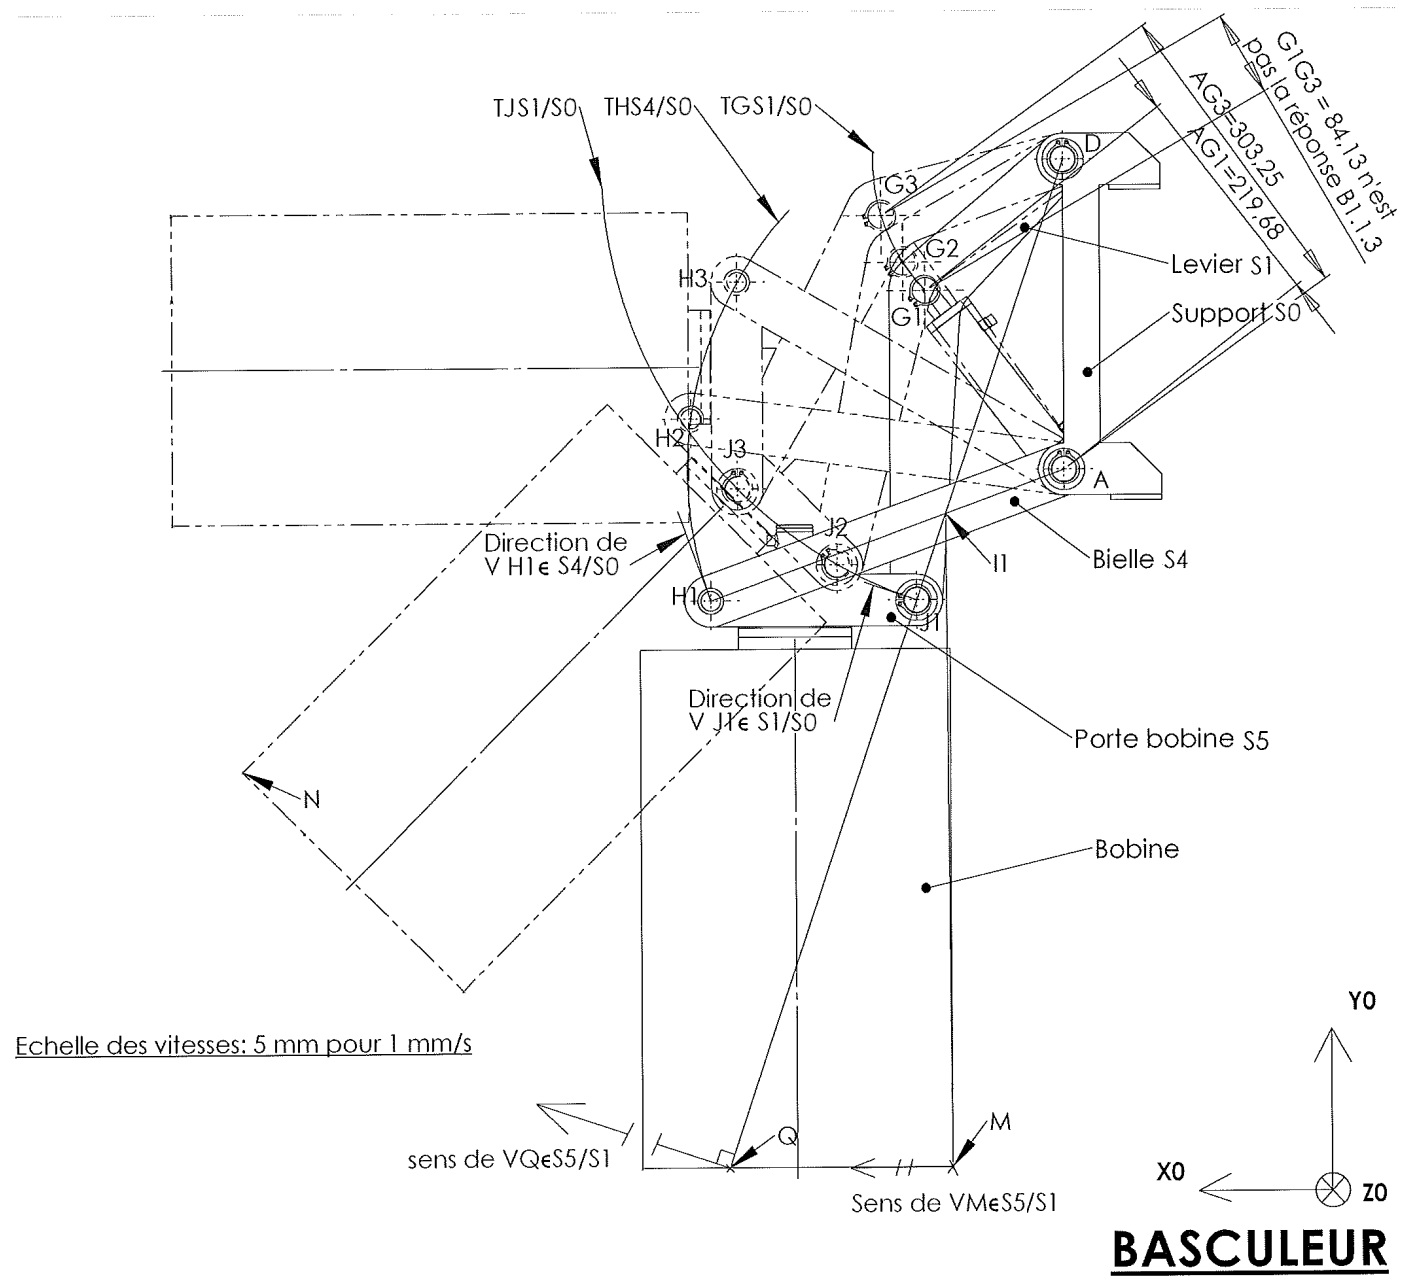 TJS1/S0
THS4/S0
TGS1/S0
D
G1G3 = 84,13 n'est
pas la réponse B1.1.3
AG3=303,25
AG1=219,68
G3
G2
G1
Levier S1
Support S0
H3
H2
J3
A
J2
Direction de
V H1ϵ S4/S0
I1
Bielle S4
H1
J1
Direction de
V J1ϵ S1/S0
Porte bobine S5
N
Bobine
Y0
Echelle des vitesses: 5 mm pour 1 mm/s
Q
M
sens de VQϵS5/S1
X0
Z0
Sens de VMϵS5/S1
BASCULEUR